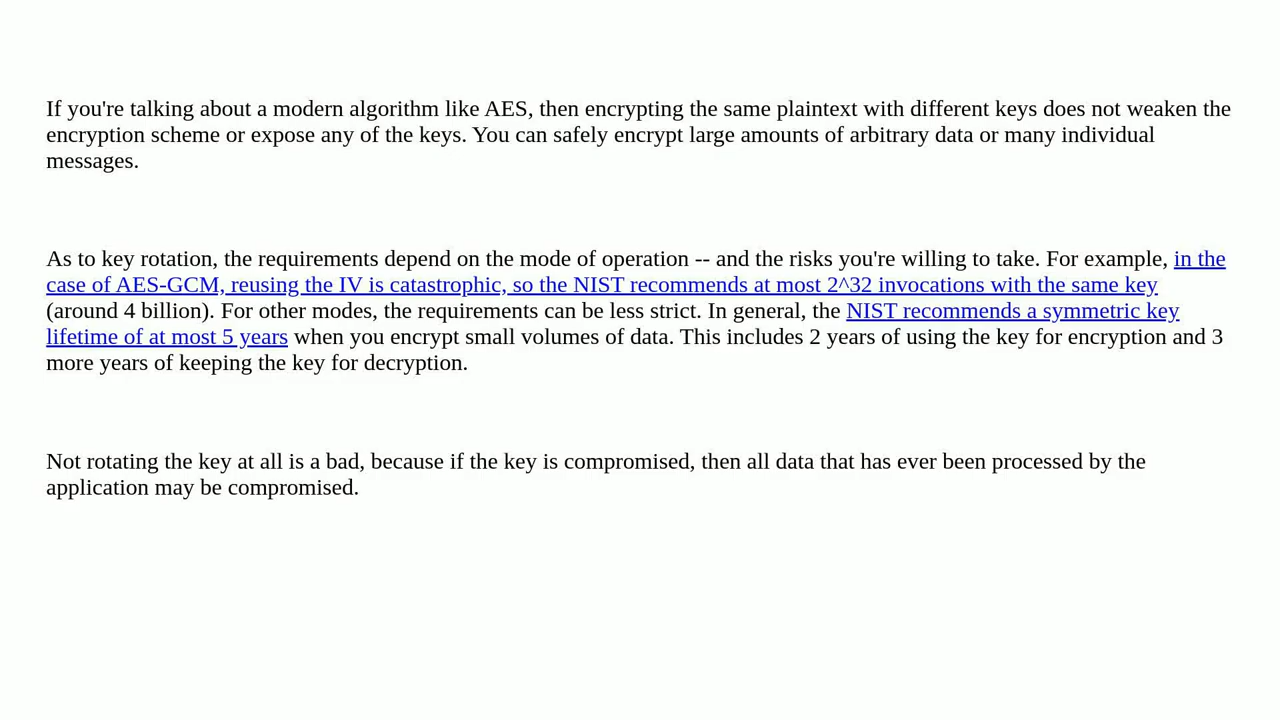 If you're talking about a modern algorithm like AES, then encrypting the same plaintext with different keys does not weaken the
encryption scheme or expose any of the keys. You can safely encrypt large amounts of arbitrary data or many individual
messages.
As to key rotation, the requirements depend on the mode of operation -- and the risks you're willing to take. For example, in the
case of AES-GCM, reusing the IV is catastrophic, so the NIST recommends at most 2^32 invocations with the same key
(around 4 billion). For other modes, the requirements can be less strict. In general, the NIST recommends a symmetric key
lifetime of at most 5 years when you encrypt small volumes of data. This includes 2 years of using the key for encryption and 3
more years of keeping the key for decryption.
Not rotating the key at all is a bad, because if the key is compromised, then all data that has ever been processed by the
application may be compromised.